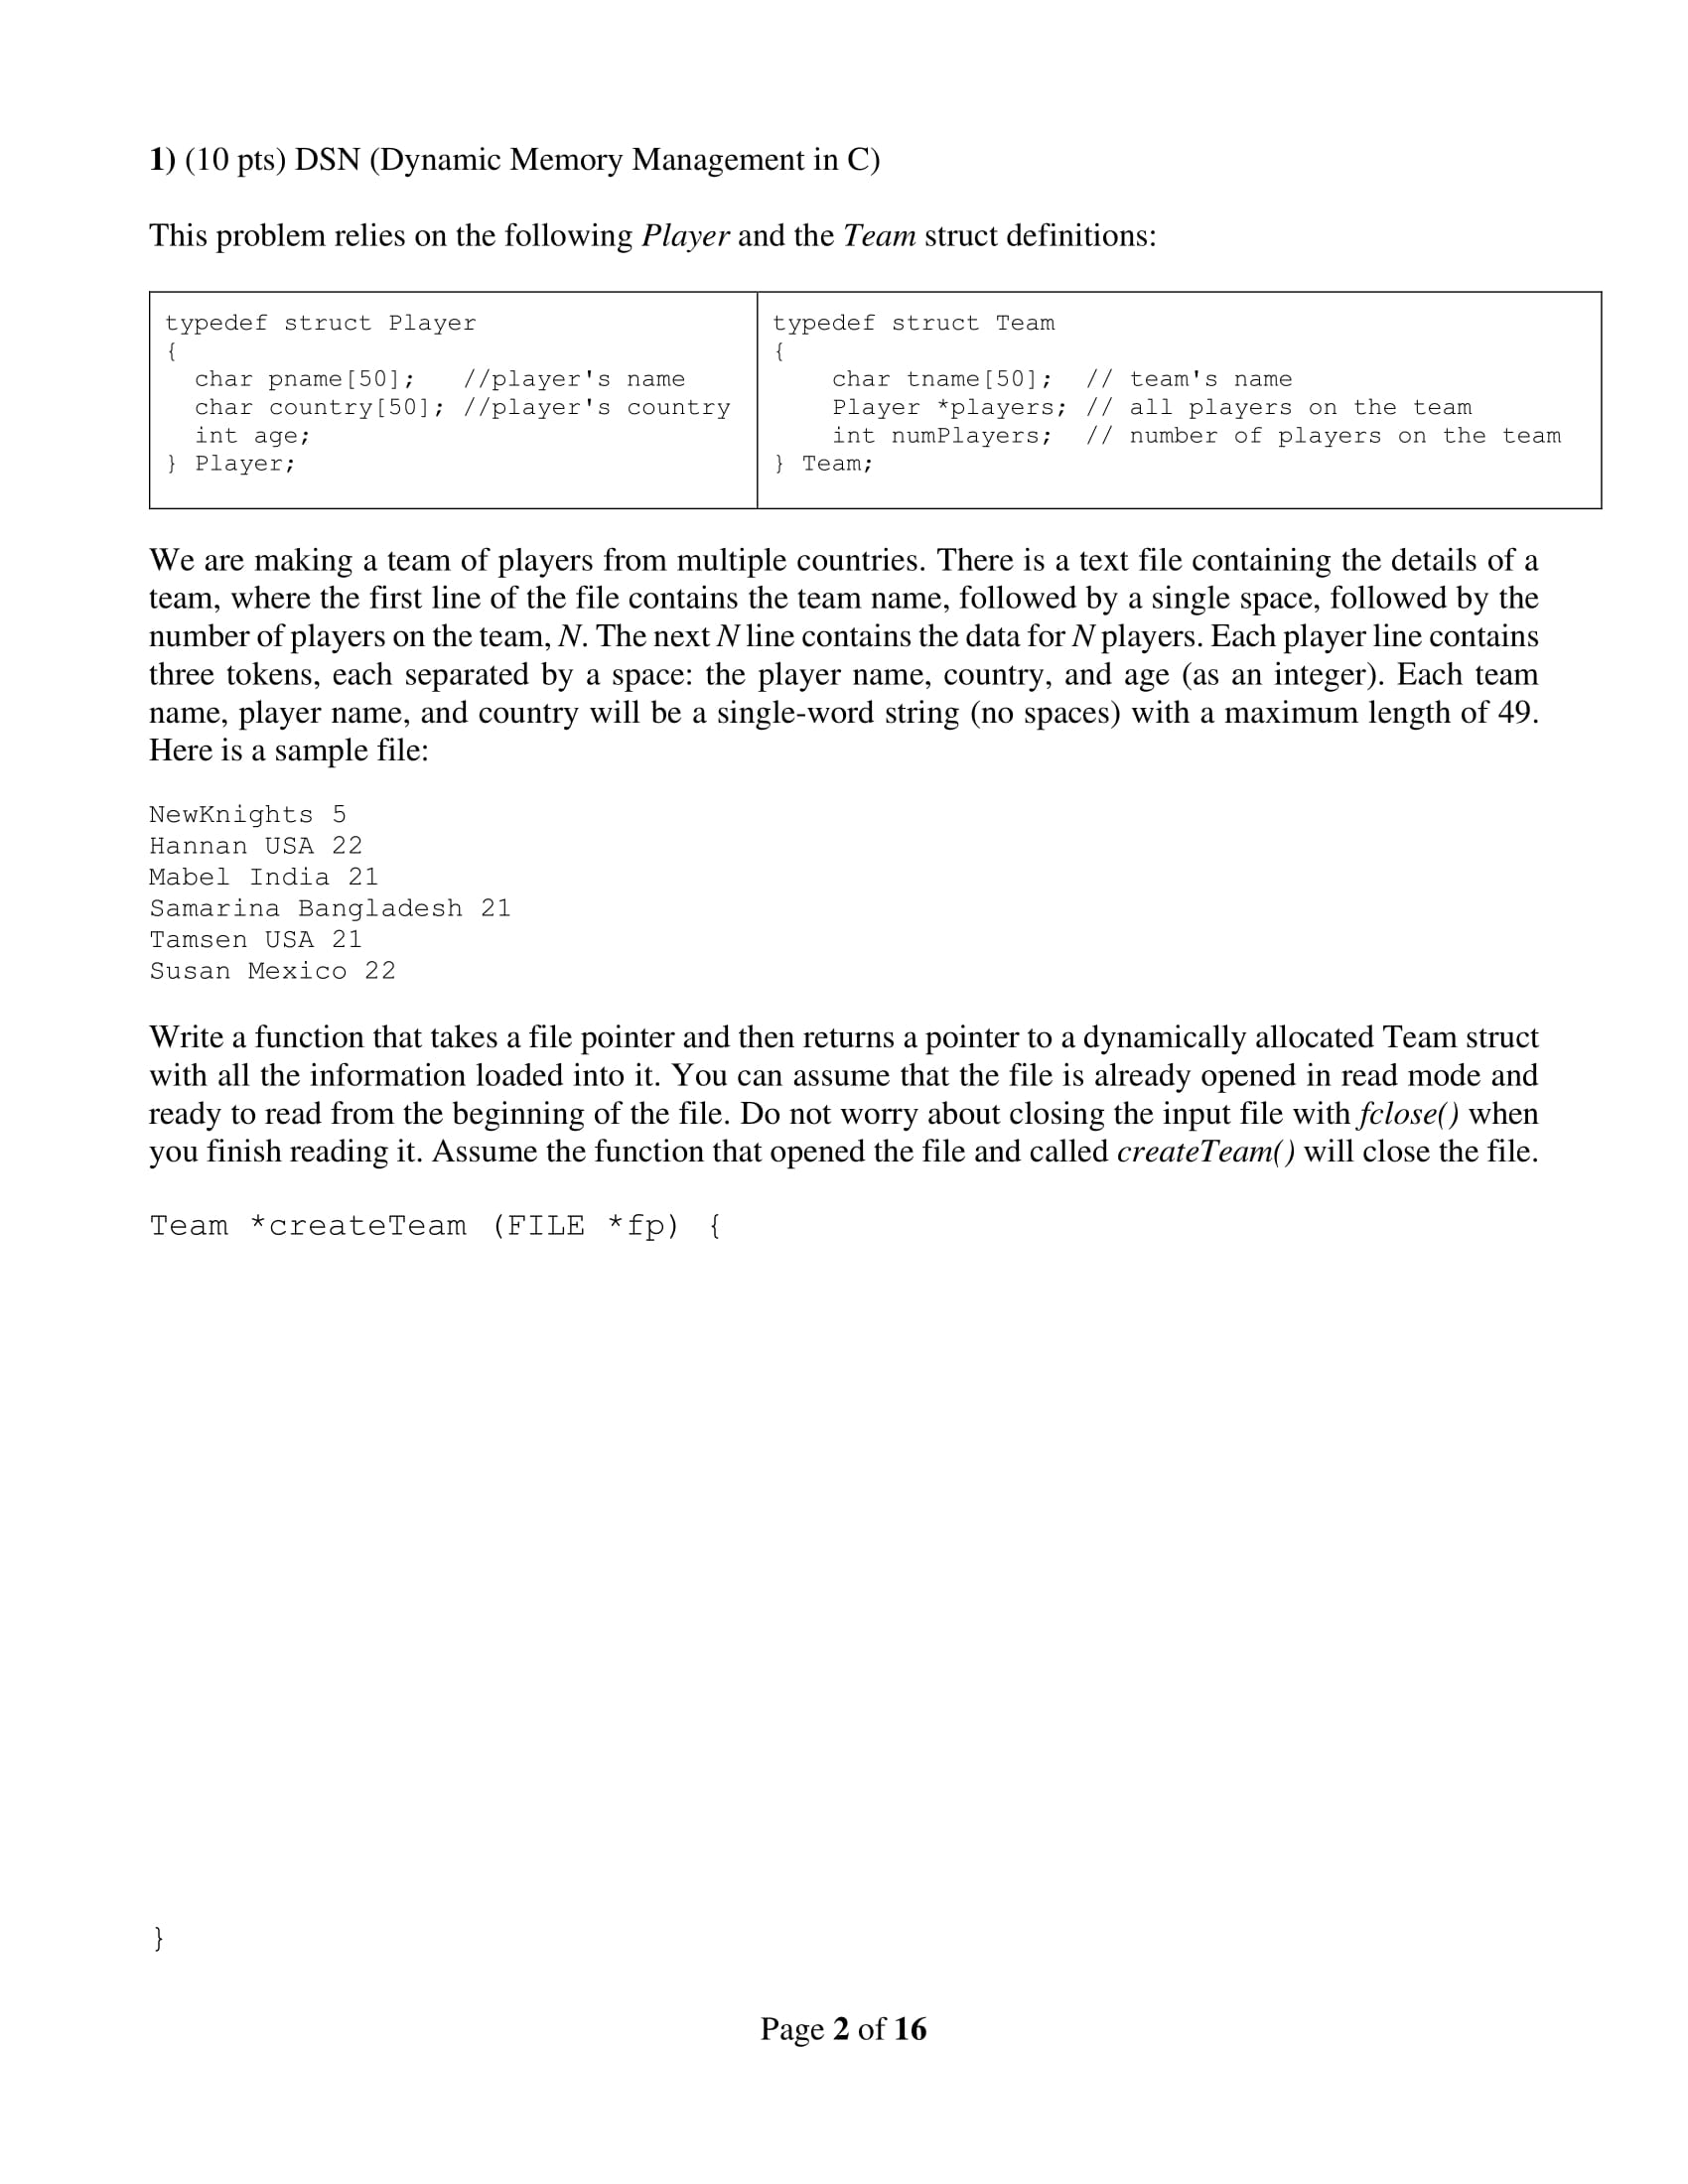 1) (10 pts) DSN (Dynamic Memory Management in C)
This problem relies on the following Player and the Team struct definitions:
typedef struct Player
{
  char pname[50];   //player's name
  char country[50]; //player's country
  int age;
} Player;
typedef struct Team
{
    char tname[50];  // team's name
    Player *players; // all players on the team
    int numPlayers;  // number of players on the team
} Team;
We are making a team of players from multiple countries. There is a text file containing the details of a
team, where the first line of the file contains the team name, followed by a single space, followed by the
number of players on the team, N. The next N line contains the data for N players. Each player line contains
three tokens, each separated by a space: the player name, country, and age (as an integer). Each team
name, player name, and country will be a single-word string (no spaces) with a maximum length of 49.
Here is a sample file:
NewKnights 5
Hannan USA 22
Mabel India 21
Samarina Bangladesh 21
Tamsen USA 21
Susan Mexico 22
Write a function that takes a file pointer and then returns a pointer to a dynamically allocated Team struct
with all the information loaded into it. You can assume that the file is already opened in read mode and
ready to read from the beginning of the file. Do not worry about closing the input file with fclose() when
you finish reading it. Assume the function that opened the file and called createTeam() will close the file.
Team *createTeam (FILE *fp) {
}
Page 2 of 16